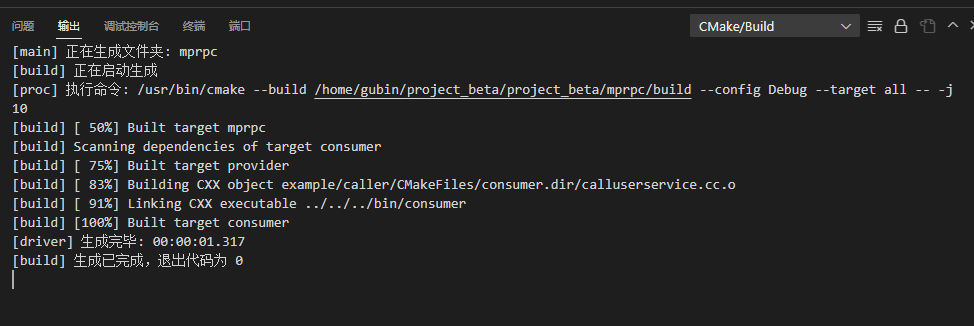 问题 输出 调试控制台 终端 端口 CMake/Build
[main] 正在生成文件夹: mprpc
[build] 正在启动生成
[proc] 执行命令: /usr/bin/cmake --build /home/gubin/project_beta/project_beta/mprpc/build --config Debug --target all -- -j
10
[build] [ 50%] Built target mprpc
[build] Scanning dependencies of target consumer
[build] [ 75%] Built target provider
[build] [ 83%] Building CXX object example/caller/CMakeFiles/consumer.dir/calluserservice.cc.o
[build] [ 91%] Linking CXX executable ../../../bin/consumer
[build] [100%] Built target consumer
[driver] 生成完毕: 00:00:01.317
[build] 生成已完成，退出代码为 0